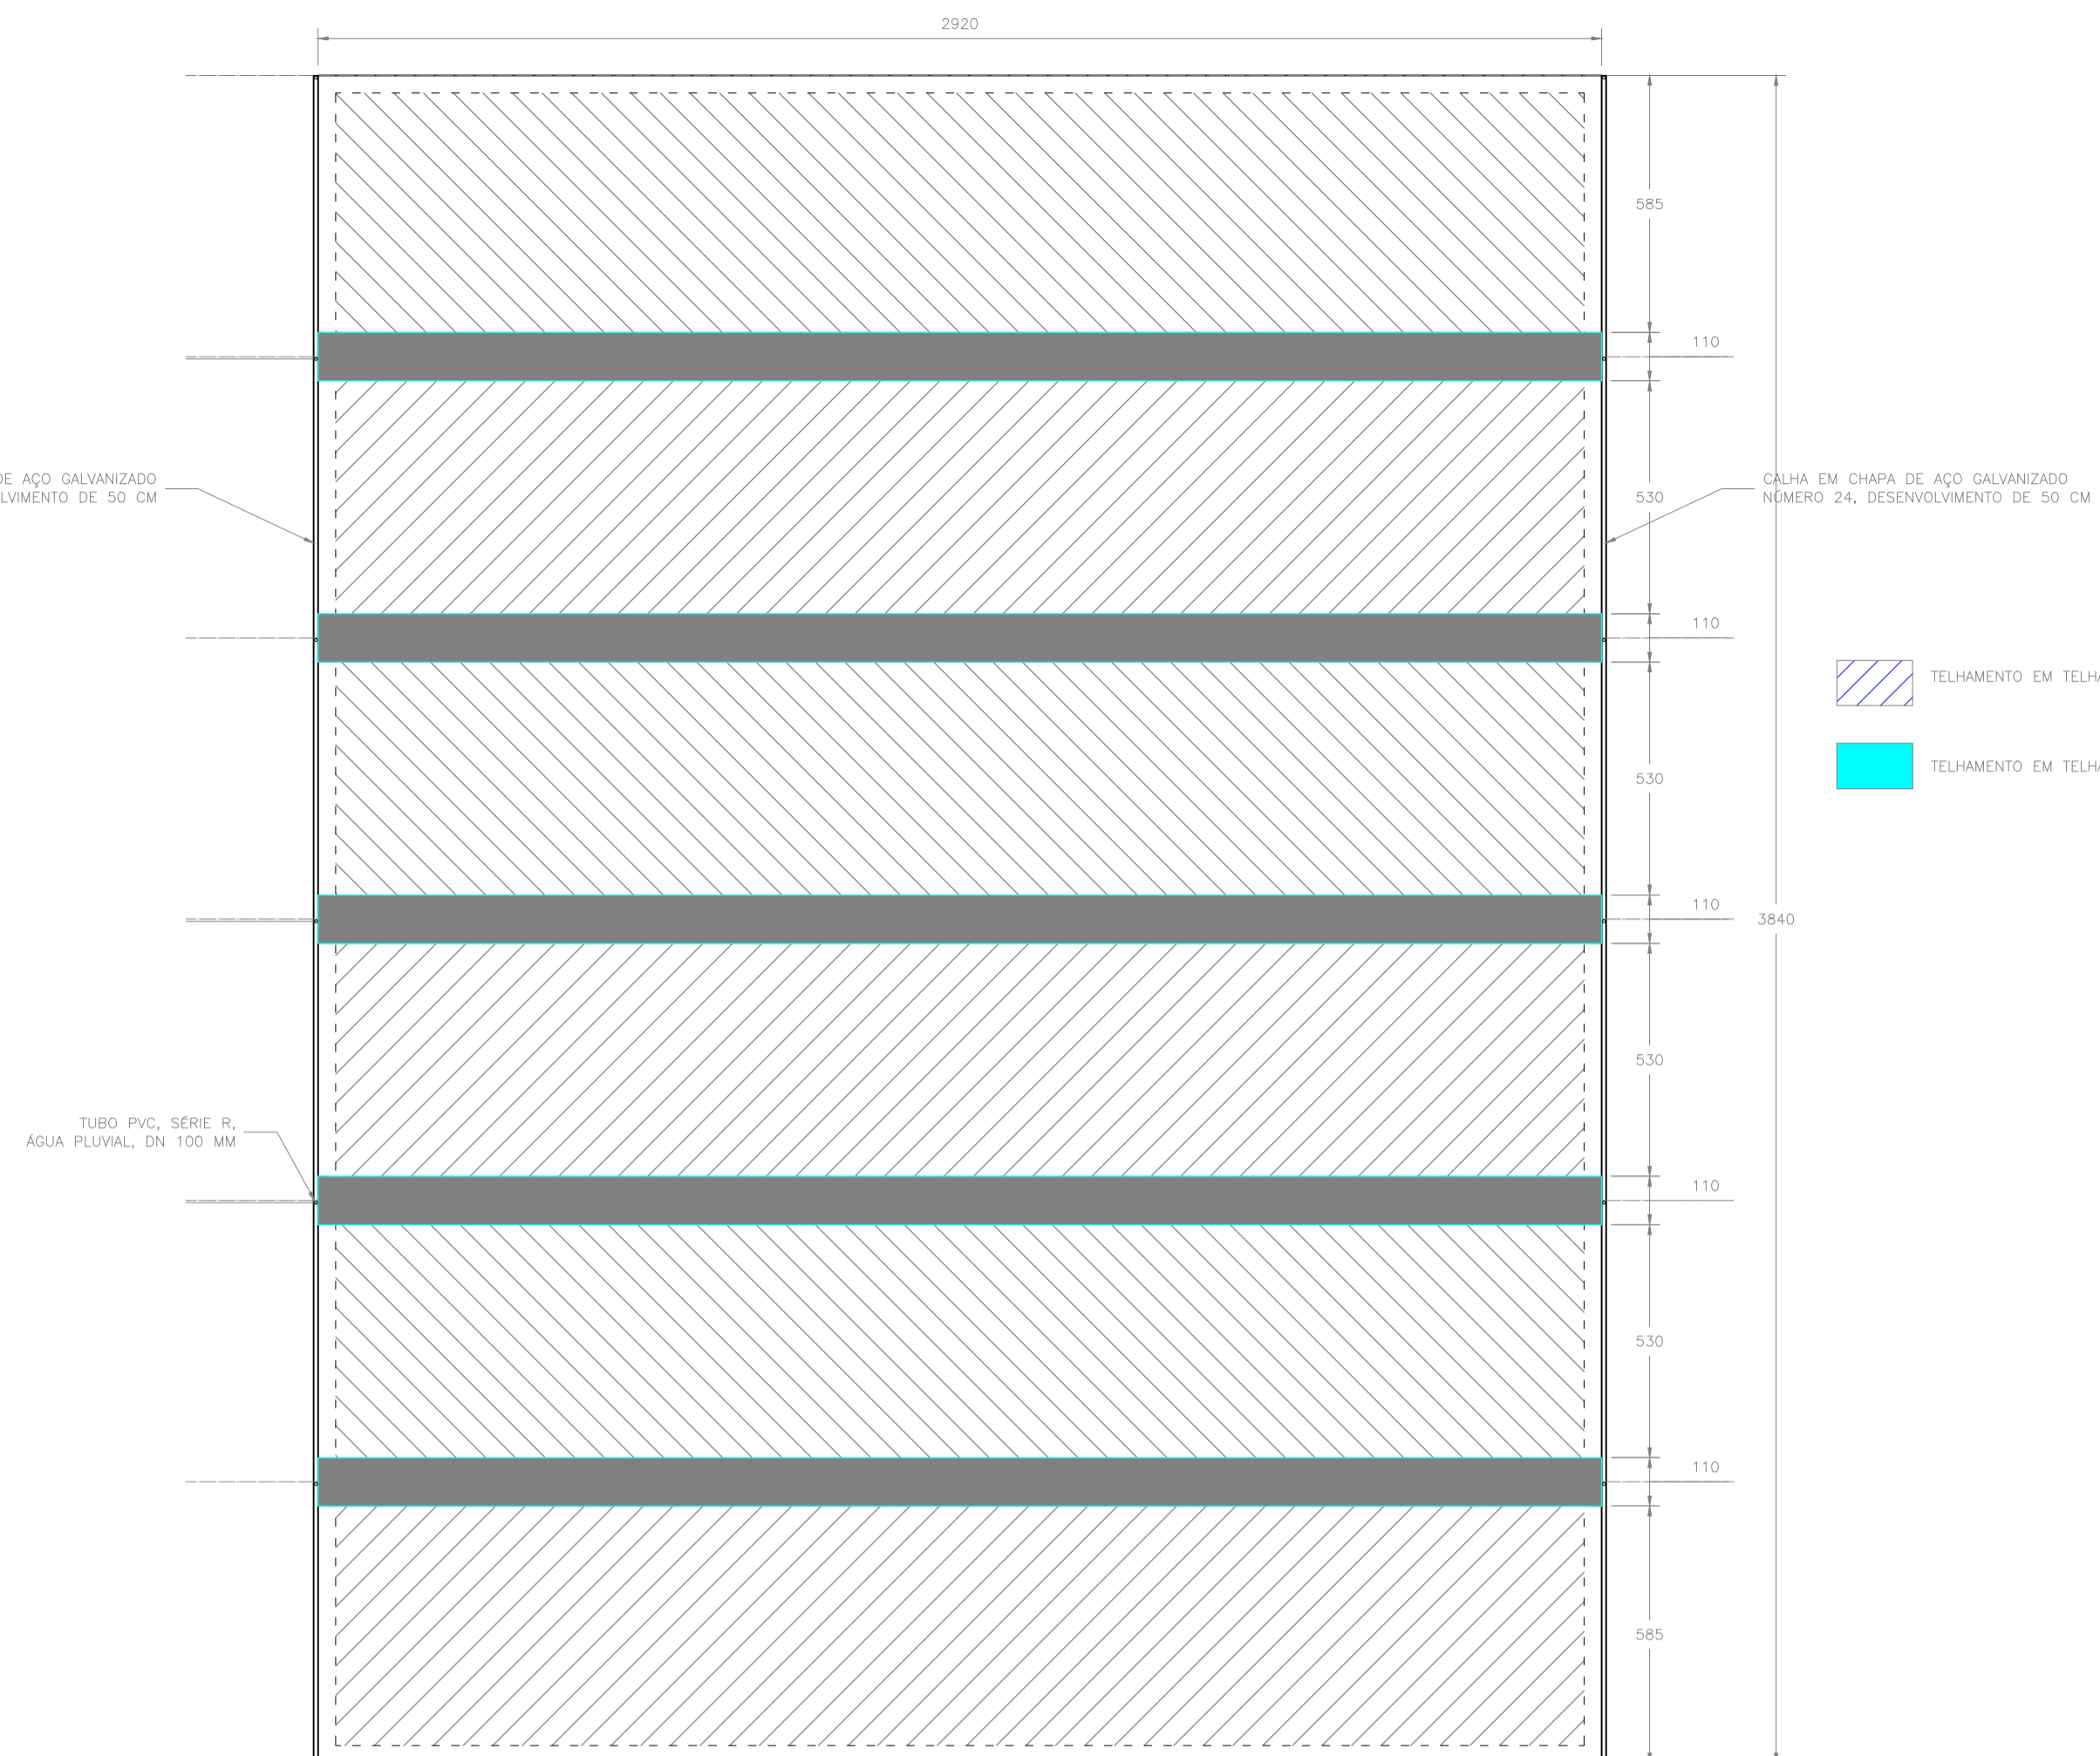 2920
585
110
DE AÇO GALVANIZADO
LVIMENTO DE 50 CM
530
CALHA EM CHAPA DE AÇO GALVANIZADO
NÚMERO 24, DESENVOLVIMENTO DE 50 CM
110
TELHAMENTO EM TELHA
TELHAMENTO EM TELHA
530
110
3840
530
TUBO PVC, SÉRIE R,
ÁGUA PLUVIAL, DN 100 MM
110
530
110
585